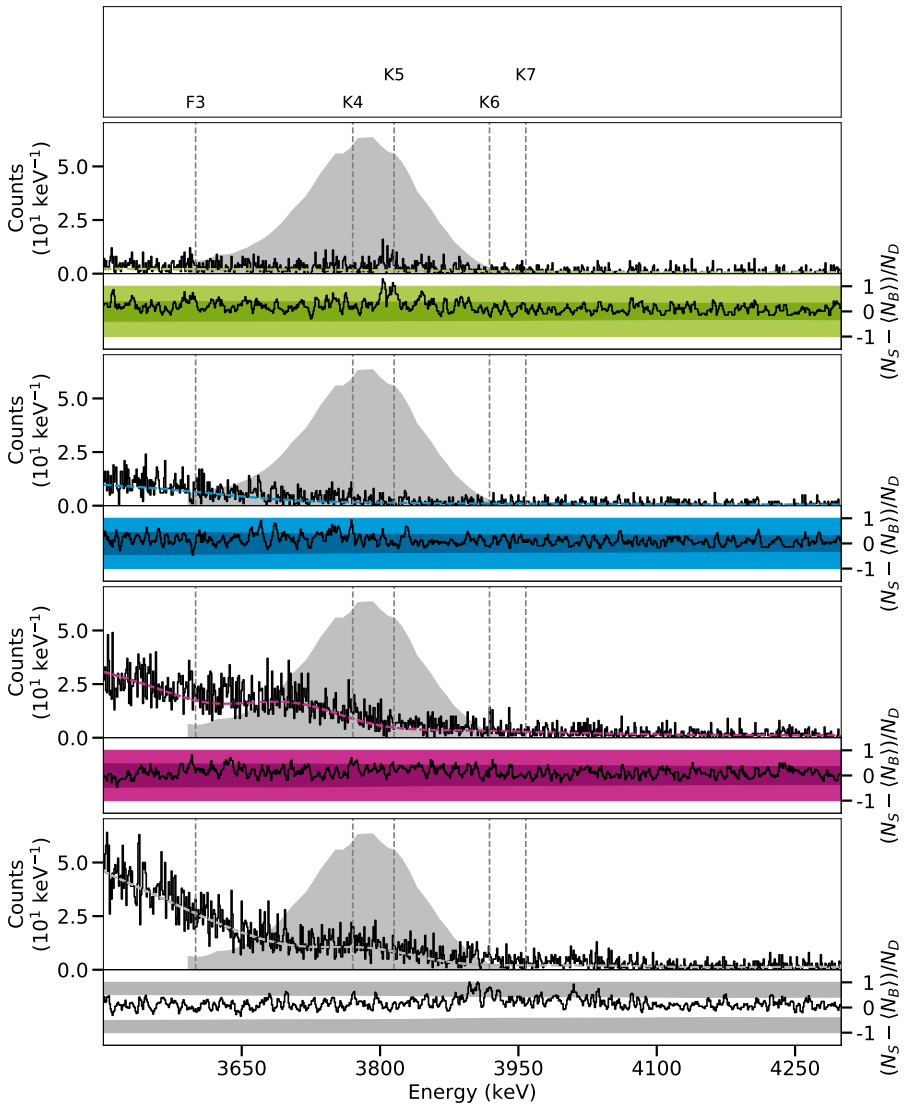 K5 K7
F3 K4 K6
Counts
(10¹ keV⁻¹)
5.0
2.5
0.0
1
0
-1
(N_S − ⟨N_B⟩)/N_D
Counts
(10¹ keV⁻¹)
5.0
2.5
0.0
1
0
-1
(N_S − ⟨N_B⟩)/N_D
Counts
(10¹ keV⁻¹)
5.0
2.5
0.0
1
0
-1
(N_S − ⟨N_B⟩)/N_D
Counts
(10¹ keV⁻¹)
5.0
2.5
0.0
1
0
-1
(N_S − ⟨N_B⟩)/N_D
3650 3800 3950 4100 4250
Energy (keV)